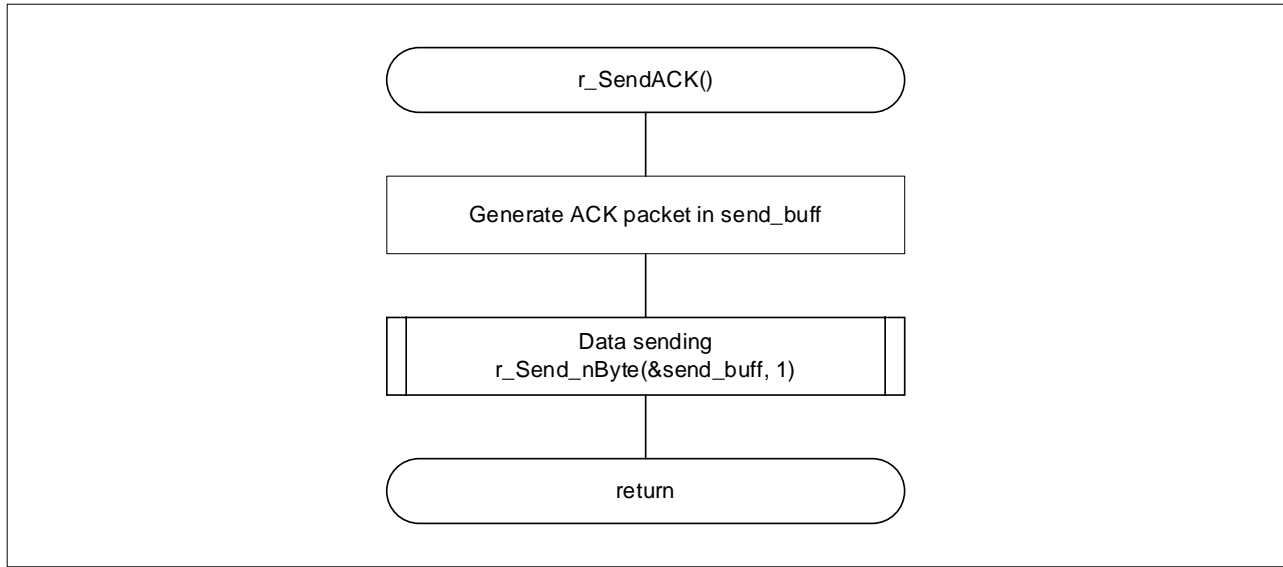 r_SendACK()
Generate ACK packet in send_buff
Data sending
r_Send_nByte(&send_buff, 1)
return